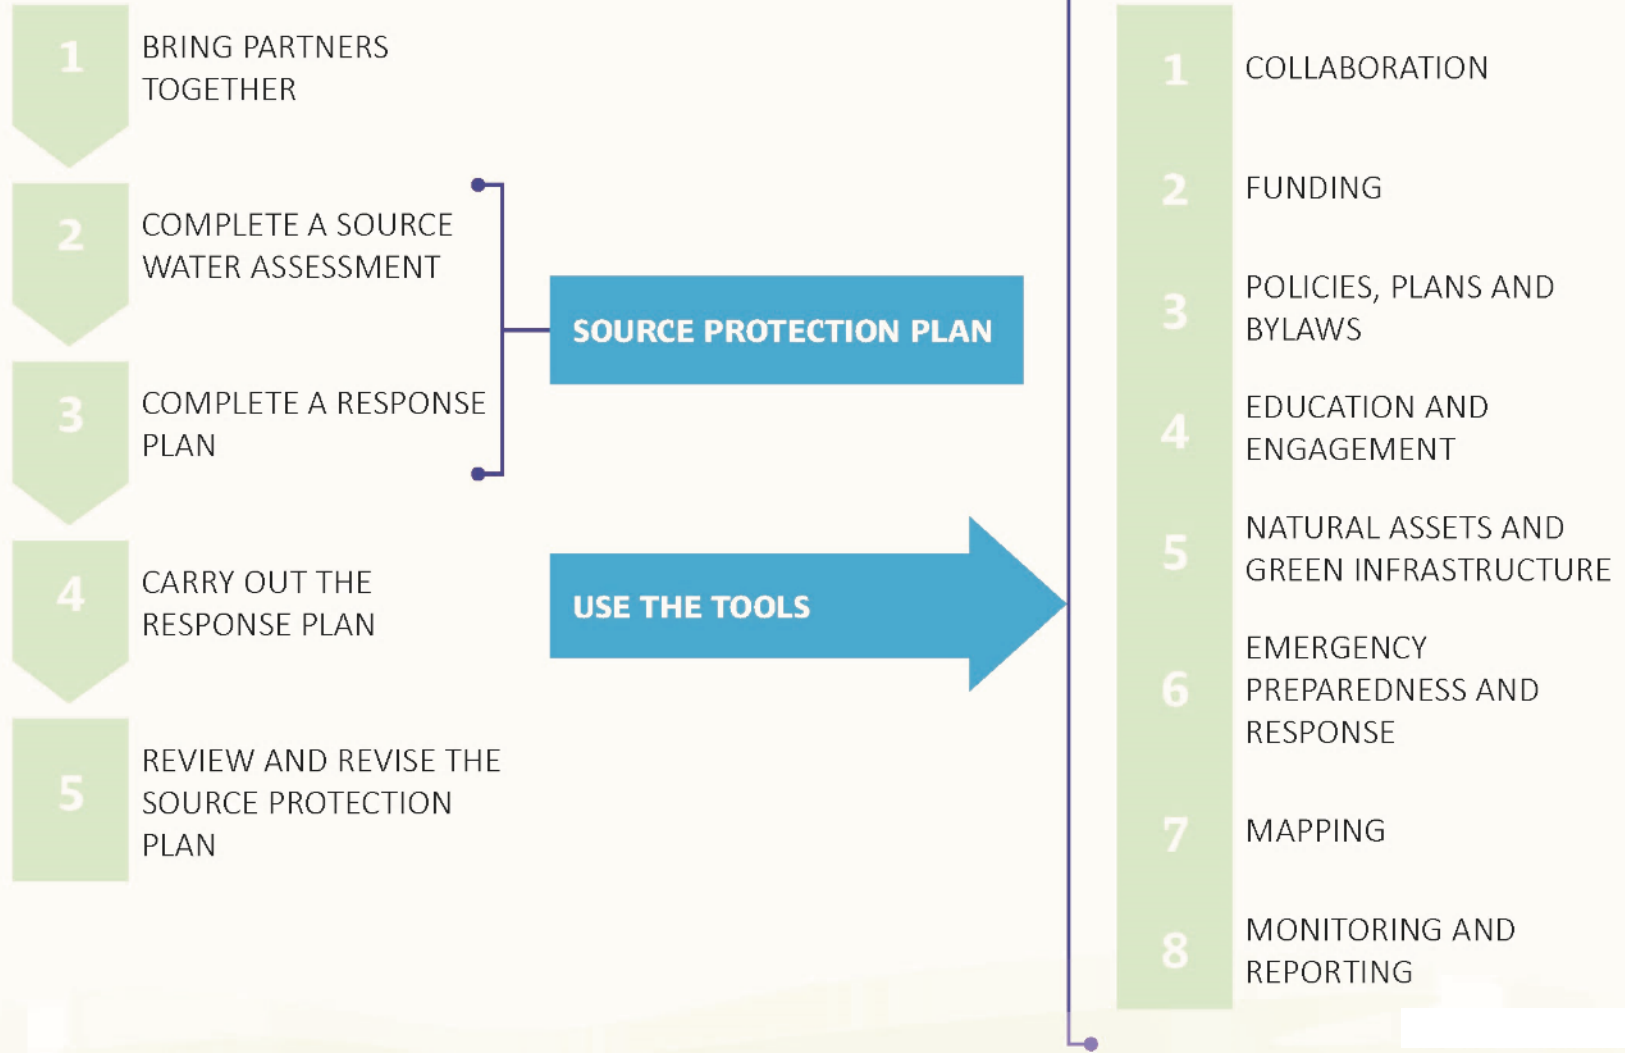 1
BRING PARTNERS
TOGETHER
2
COMPLETE A SOURCE
WATER ASSESSMENT
3
COMPLETE A RESPONSE
PLAN
4
CARRY OUT THE
RESPONSE PLAN
5
REVIEW AND REVISE THE
SOURCE PROTECTION
PLAN
SOURCE PROTECTION PLAN
USE THE TOOLS
1
COLLABORATION
2
FUNDING
3
POLICIES, PLANS AND
BYLAWS
4
EDUCATION AND
ENGAGEMENT
5
NATURAL ASSETS AND
GREEN INFRASTRUCTURE
6
EMERGENCY
PREPAREDNESS AND
RESPONSE
7
MAPPING
8
MONITORING AND
REPORTING